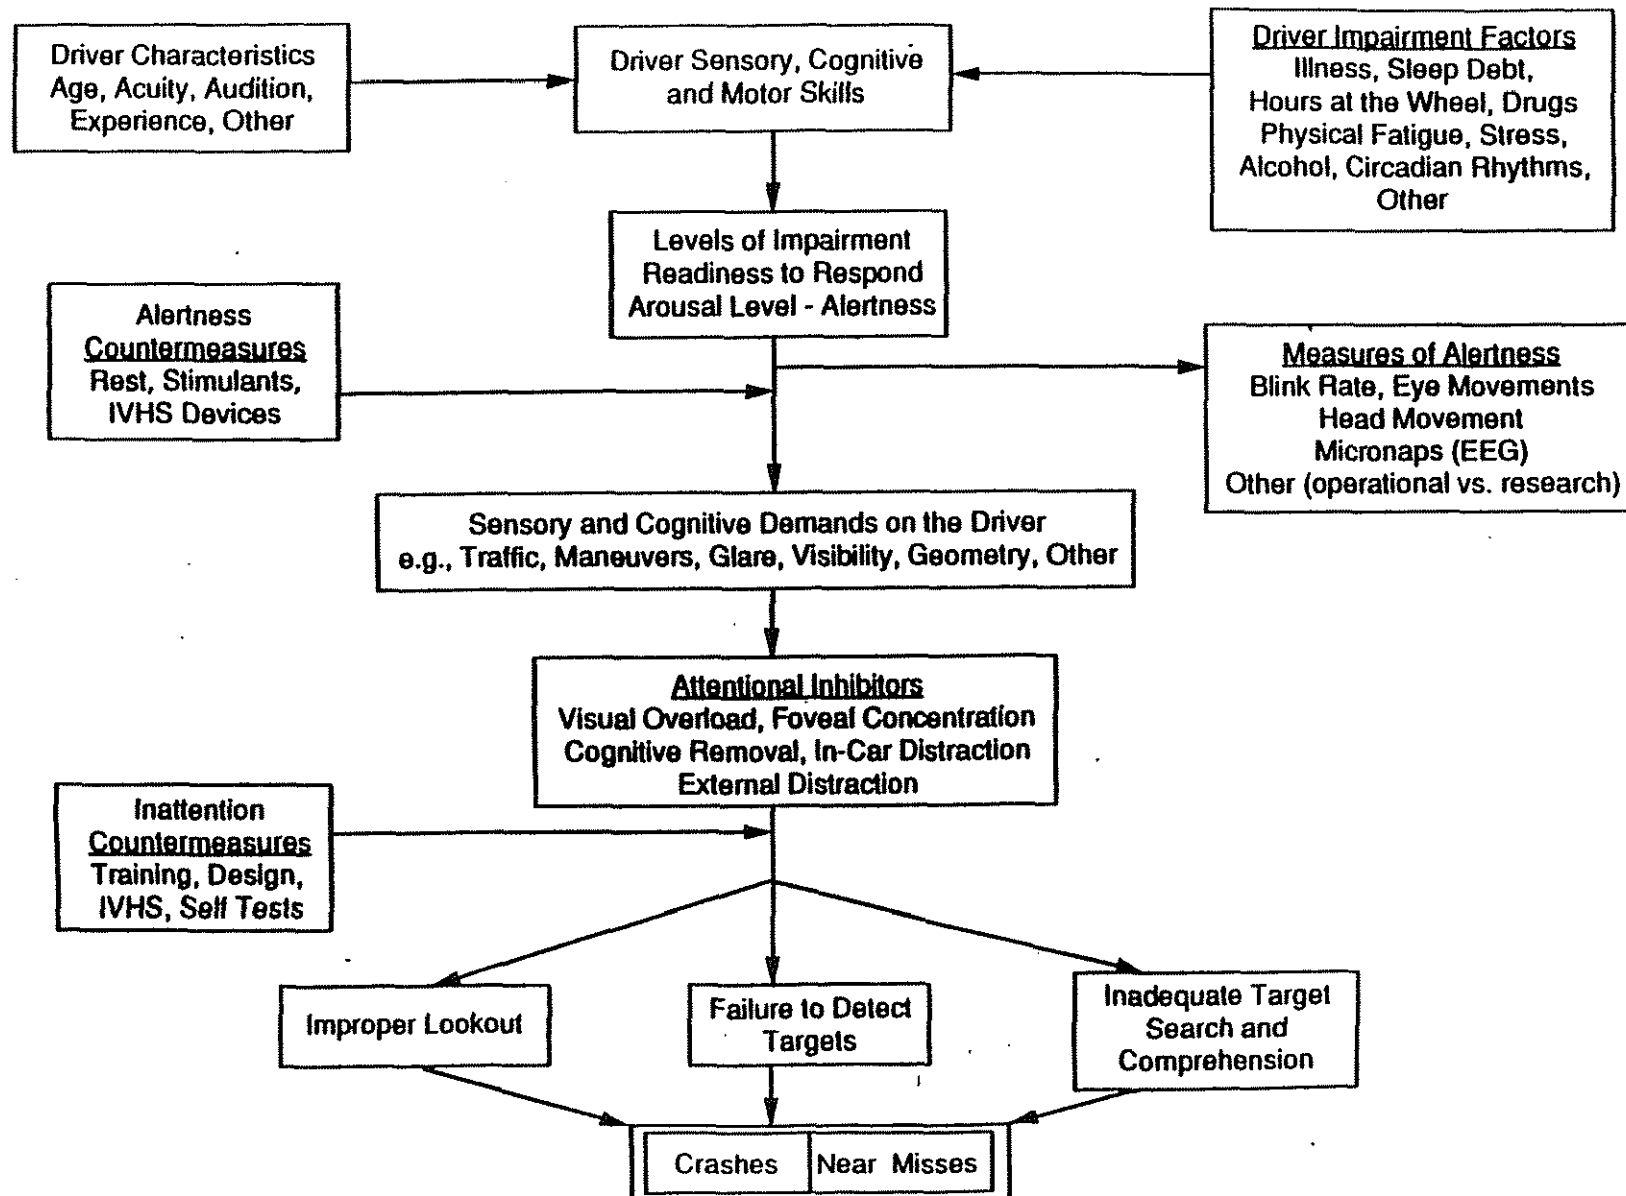 Driver Characteristics
Age, Acuity, Audition,
Experience, Other
Driver Sensory, Cognitive
and Motor Skills
Driver Impairment Factors
Illness, Sleep Debt,
Hours at the Wheel, Drugs
Physical Fatigue, Stress,
Alcohol, Circadian Rhythms,
Other
Levels of Impairment
Readiness to Respond
Arousal Level - Alertness
Alertness
Countermeasures
Rest, Stimulants,
IVHS Devices
Measures of Alertness
Blink Rate, Eye Movements
Head Movement
Micronaps (EEG)
Other (operational vs. research)
Sensory and Cognitive Demands on the Driver
e.g., Traffic, Maneuvers, Glare, Visibility, Geometry, Other
Attentional Inhibitors
Visual Overload, Foveal Concentration
Cognitive Removal, In-Car Distraction
External Distraction
Inattention
Countermeasures
Training, Design,
IVHS, Self Tests
Improper Lookout
Failure to Detect
Targets
Inadequate Target
Search and
Comprehension
Crashes
Near Misses